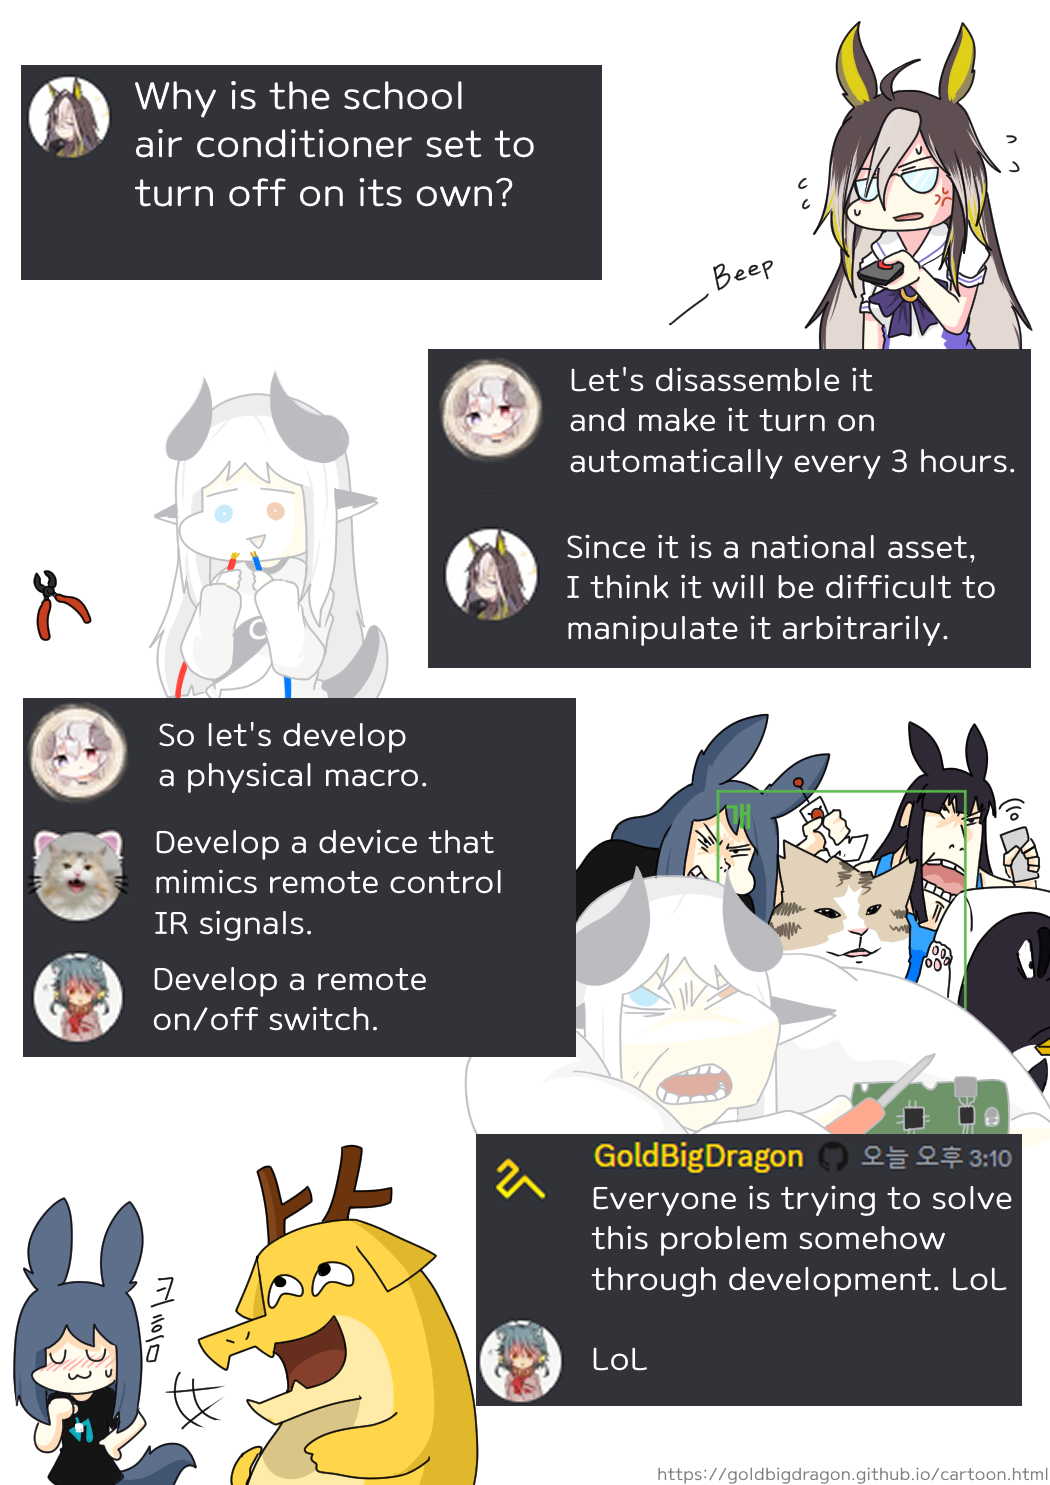 Why is the school
air conditioner set to
turn off on its own?
Beep
Let's disassemble it
and make it turn on
automatically every 3 hours.
Since it is a national asset,
I think it will be difficult to
manipulate it arbitrarily.
So let's develop
a physical macro.
Develop a device that
mimics remote control
IR signals.
Develop a remote
on/off switch.
개
GoldBigDragon 오늘 오후 3:10
Everyone is trying to solve
this problem somehow
through development. LoL
LoL
크흠
https://goldbigdragon.github.io/cartoon.html